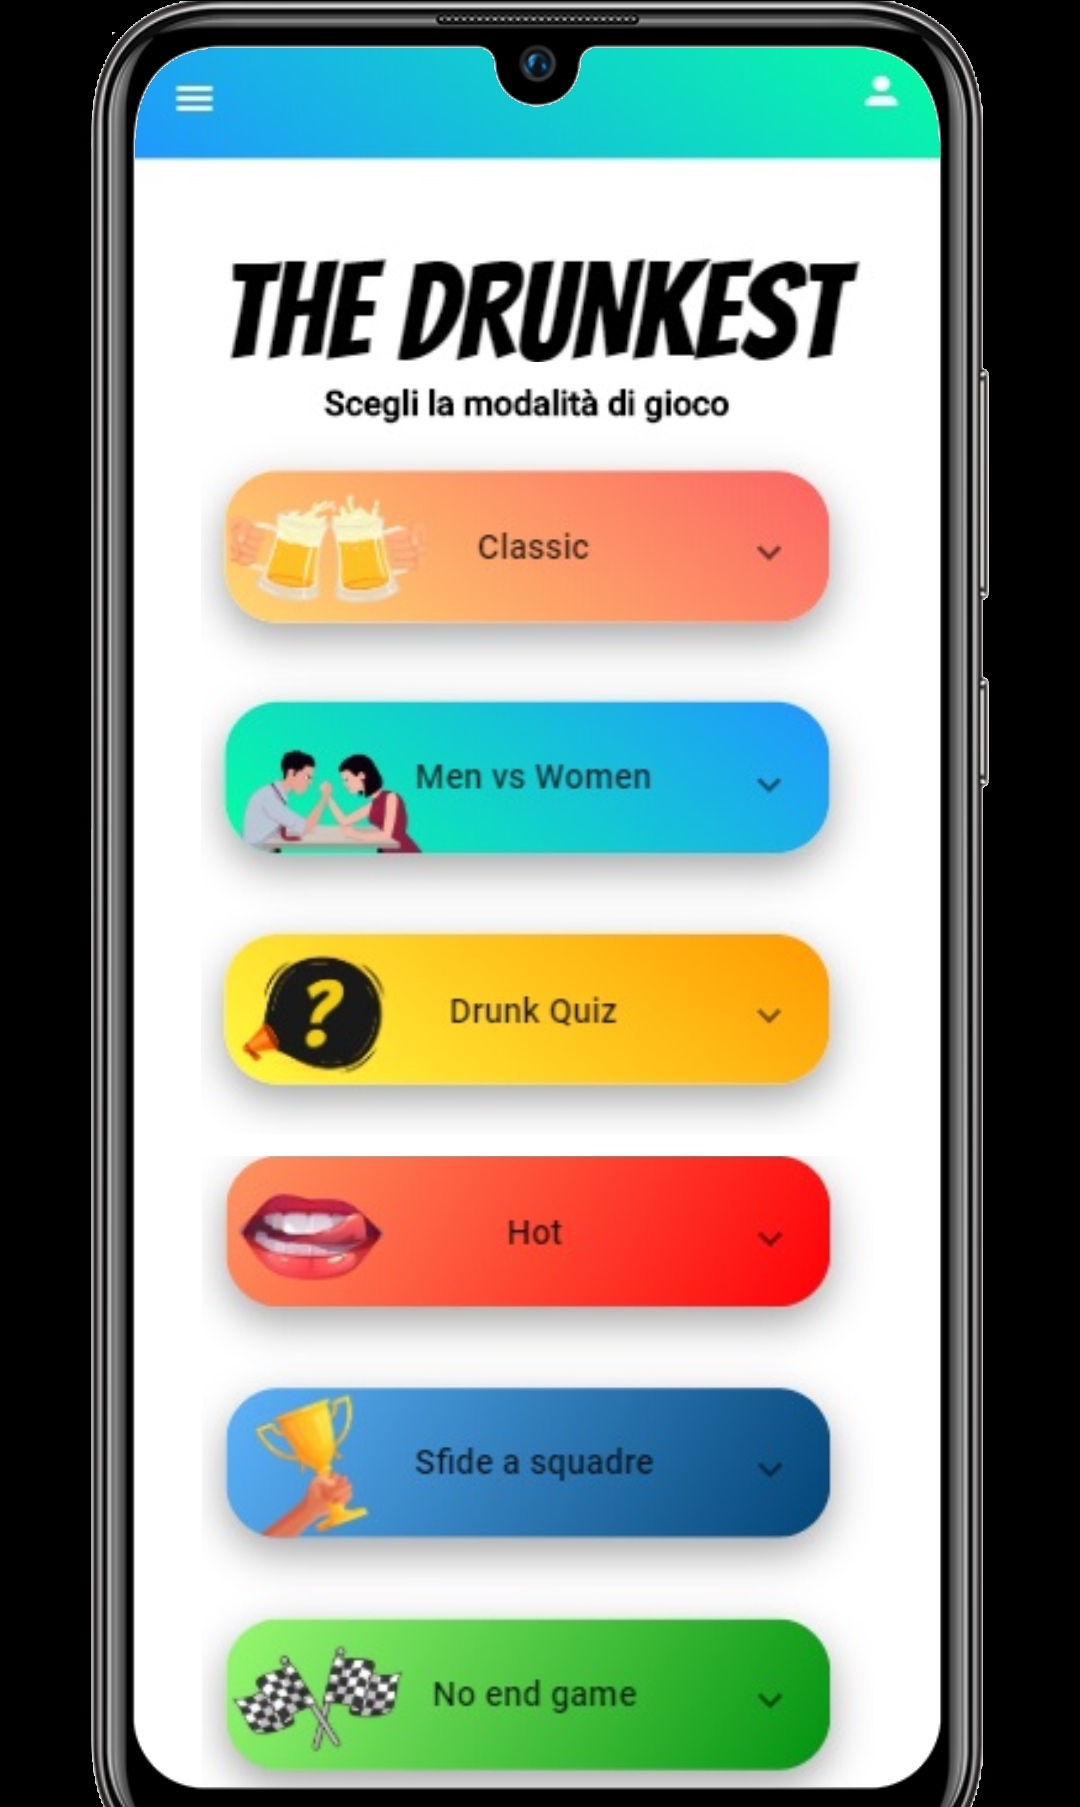 THE DRUNKEST
Scegli la modalità di gioco
Classic
Men vs Women
?
Drunk Quiz
Hot
Sfide a squadre
No end game